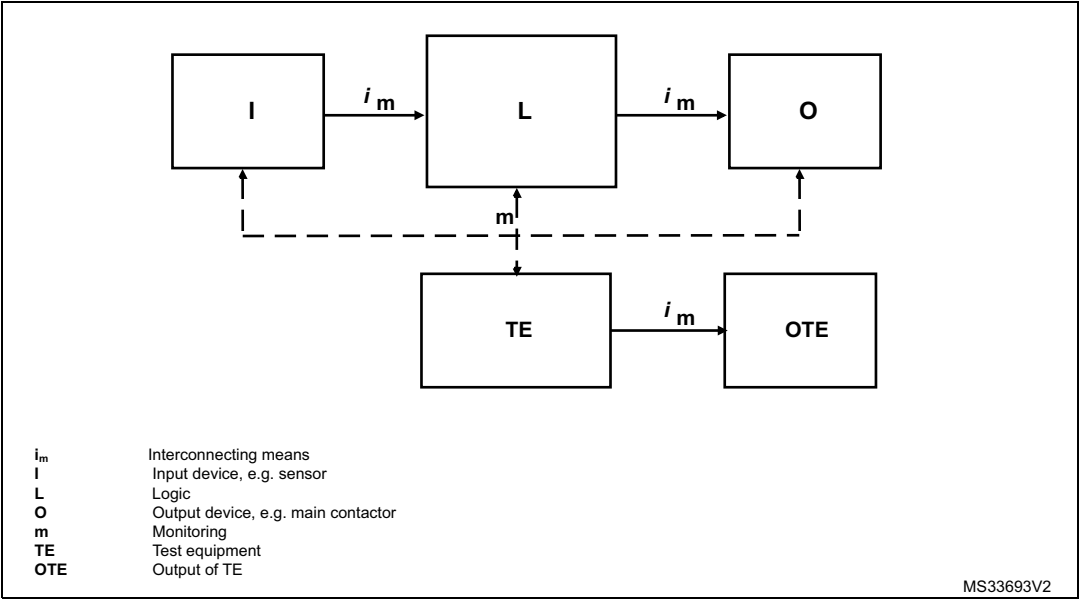 I
i m
L
i m
O
m
TE
i m
OTE
im Interconnecting means
I Input device, e.g. sensor
L Logic
O Output device, e.g. main contactor
m Monitoring
TE Test equipment
OTE Output of TE
MS33693V2